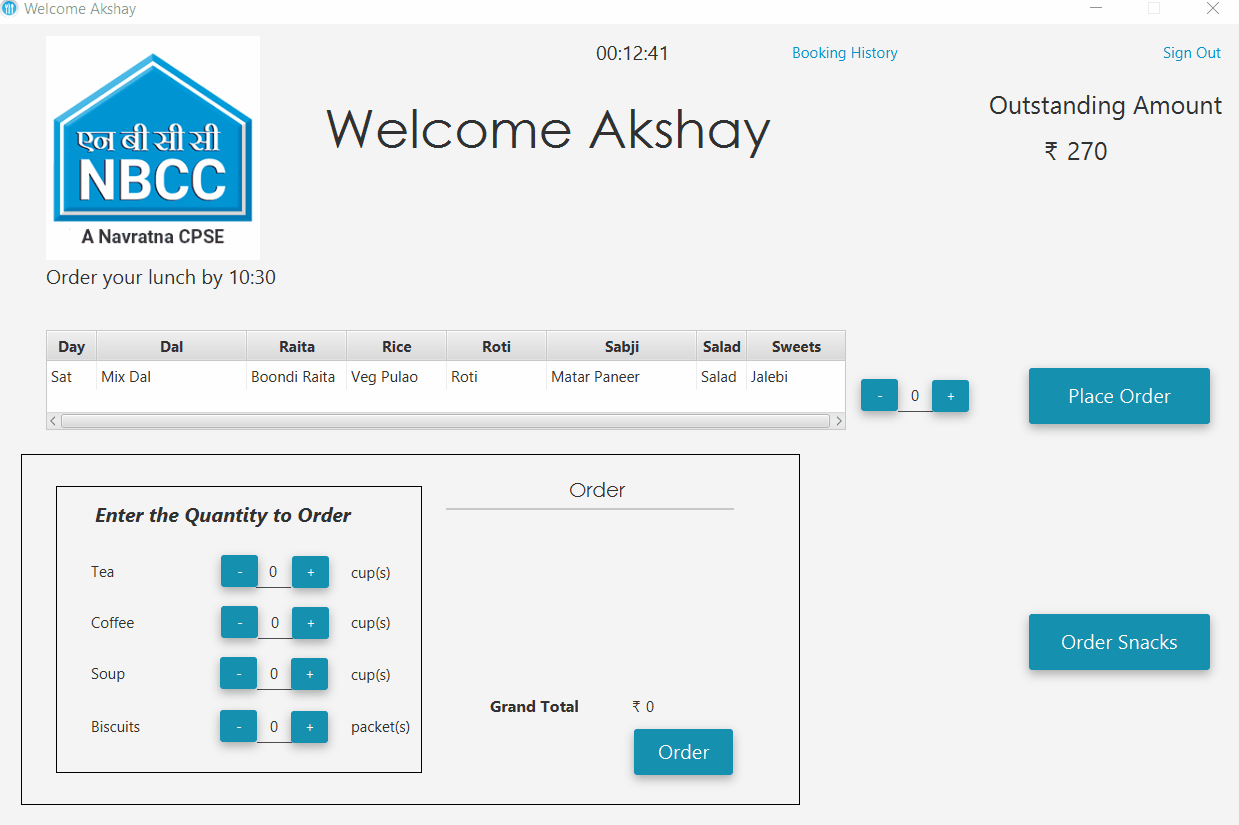 Welcome Akshay
00:12:41 Booking History Sign Out
एन बी सी सी
NBCC
A Navratna CPSE
Welcome Akshay
Outstanding Amount
₹ 270
Order your lunch by 10:30
Day Dal Raita Rice Roti Sabji Salad Sweets
Sat Mix Dal Boondi Raita Veg Pulao Roti Matar Paneer Salad Jalebi
- 0 + Place Order
Enter the Quantity to Order
Tea - 0 + cup(s)
Coffee - 0 + cup(s)
Soup - 0 + cup(s)
Biscuits - 0 + packet(s)
Order
Grand Total ₹ 0
Order
Order Snacks